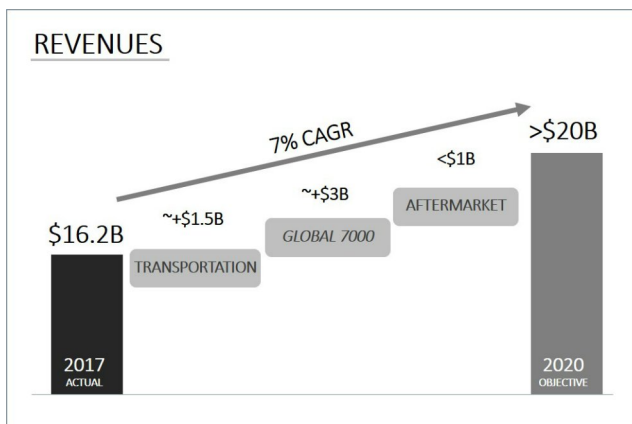 REVENUES
7% CAGR
>$20B
<$1B
~+$3B
~+$1.5B
AFTERMARKET
GLOBAL 7000
$16.2B
TRANSPORTATION
2017
ACTUAL
2020
OBJECTIVE